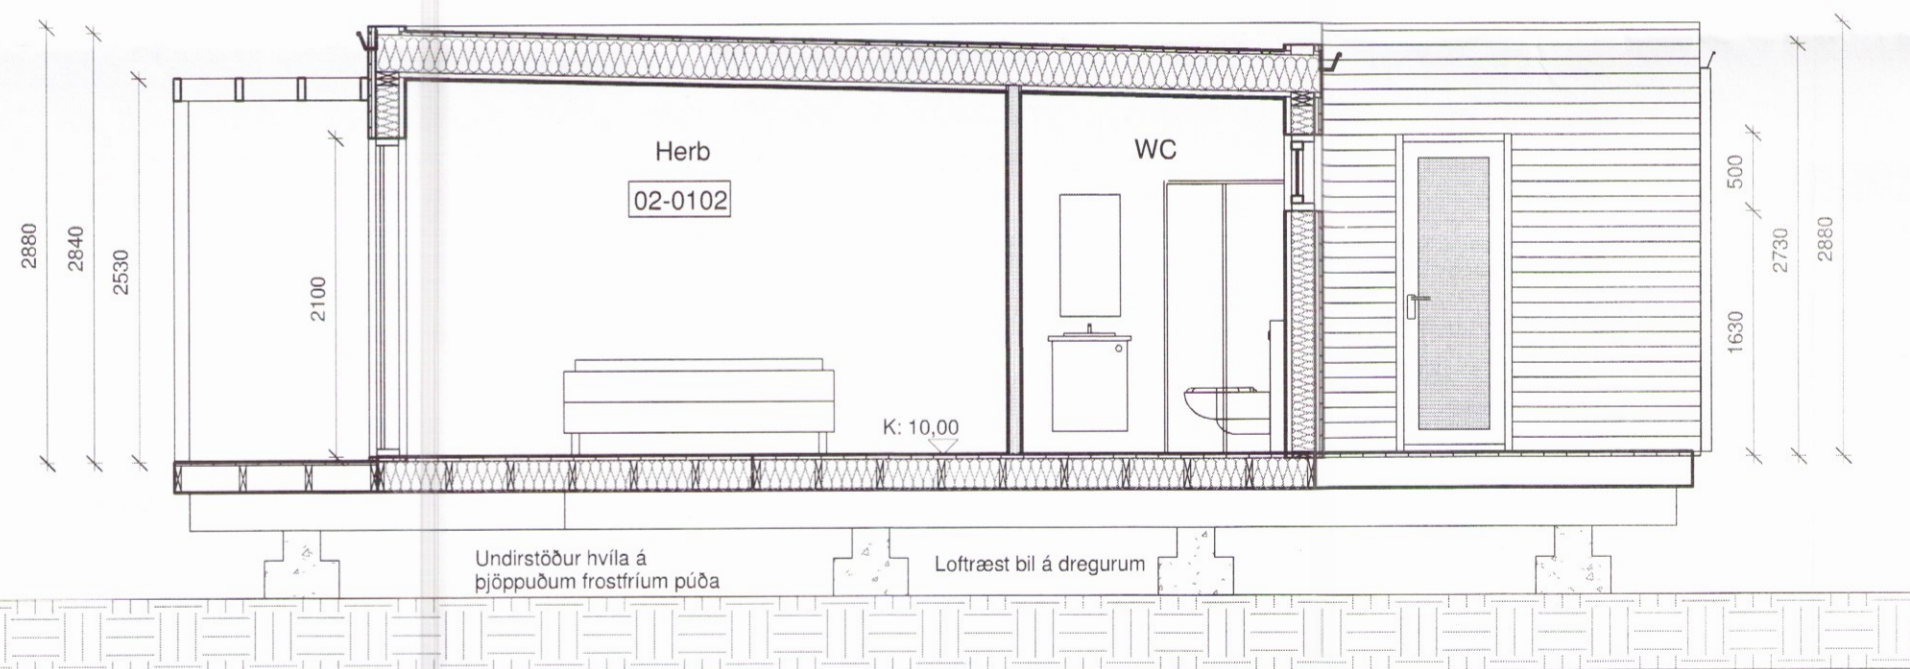 Herb
02-0102
WC
2880
2840
2530
2100
500
1630
2730
2880
K: 10,00
Undirstöður hvíla á
þjöppuðum frostfríum púða
Loftræst bil á dregurum